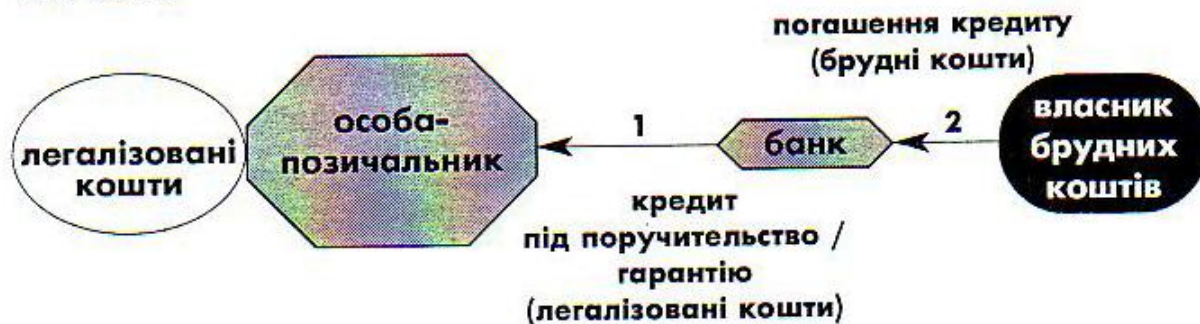 погашення кредиту
(брудні кошти)
легалізовані
кошти
особа-
позичальник
1
банк
2
власник
брудних
коштів
кредит
під поручительство /
гарантію
(легалізовані кошти)